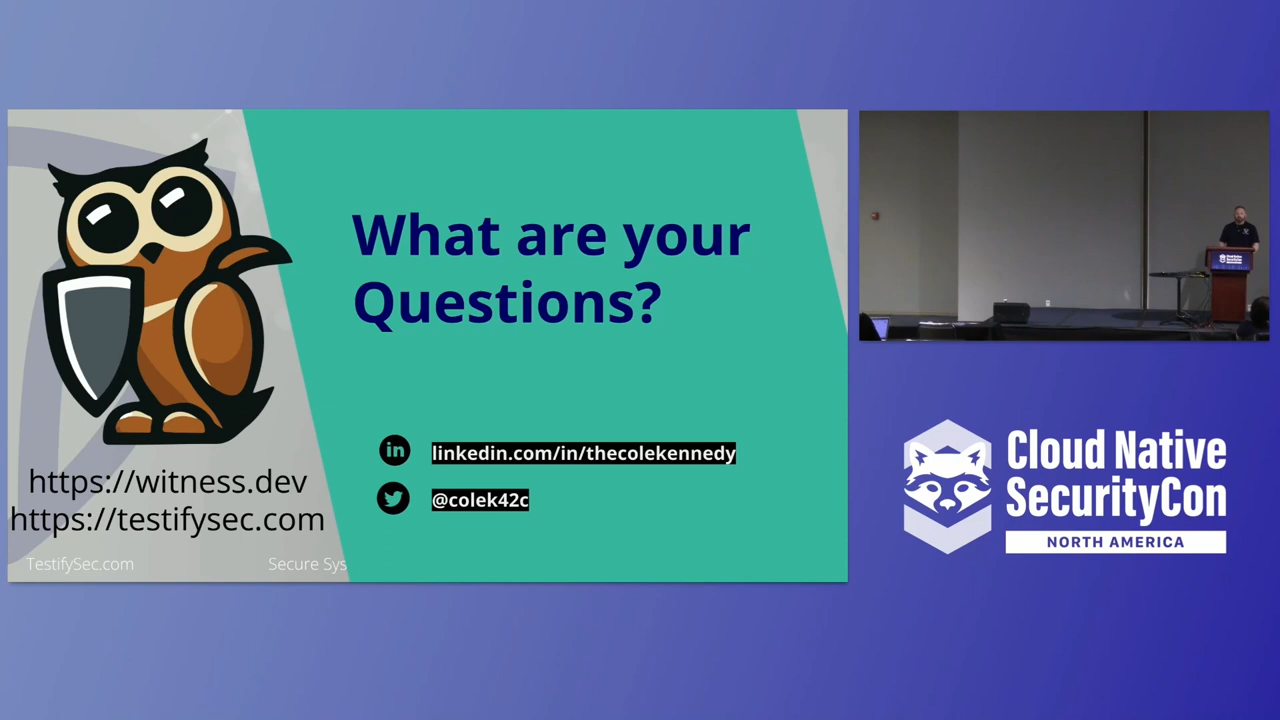 What are your
Questions?
linkedin.com/in/thecolekennedy
@colek42c
https://witness.dev
https://testifysec.com
TestifySec.com
Secure Sys
Cloud Native
SecurityCon
NORTH AMERICA